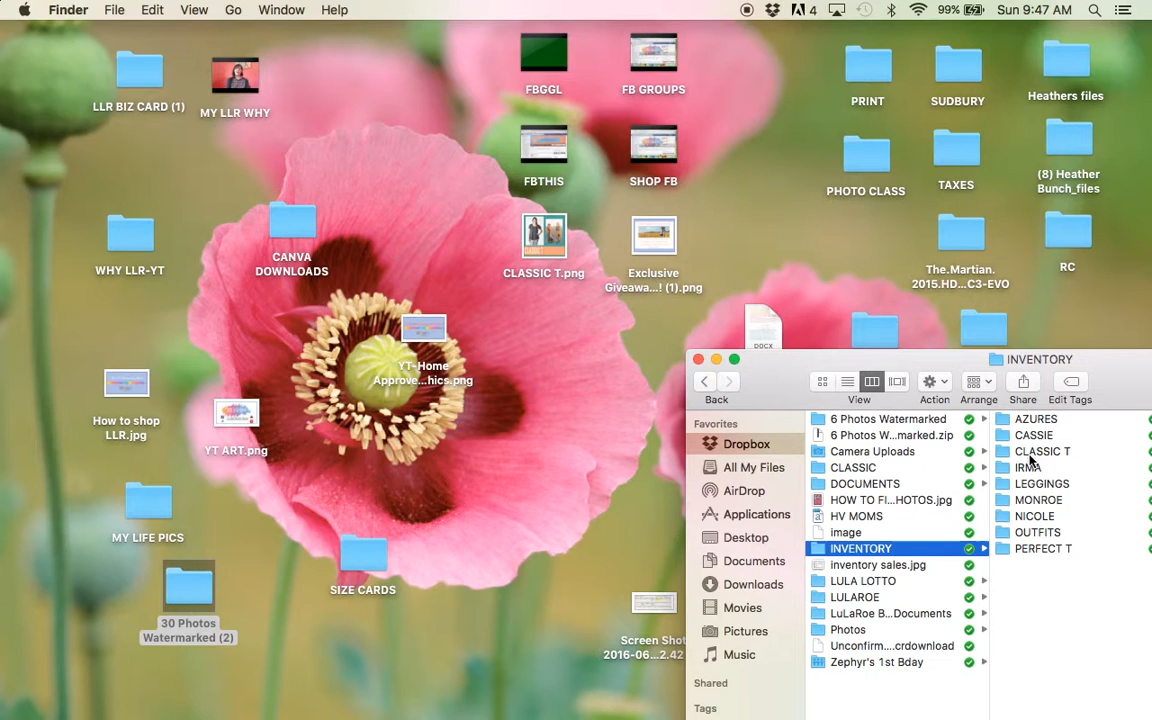 Finder File Edit View Go Window Help 4 99% Sun 9:47 AM
LLR BIZ CARD (1)
MY LLR WHY
FBGGL
FB GROUPS
PRINT
SUDBURY
Heathers files
FBTHIS
SHOP FB
PHOTO CLASS
TAXES
(8) Heather
Bunch_files
WHY LLR-YT
CANVA
DOWNLOADS
CLASSIC T.png
Exclusive
Giveawa...! (1).png
The.Martian.
2015.HD...C3-EVO
RC
YT-Home
Approve...hics.png
DOCX
How to shop
LLR.jpg
YT ART.png
MY LIFE PICS
SIZE CARDS
30 Photos
Watermarked (2)
Screen Shot
2016-06...2.42
INVENTORY
Back View Action Arrange Share Edit Tags
Favorites
Dropbox
All My Files
AirDrop
Applications
Desktop
Documents
Downloads
Movies
Pictures
Music
Shared
Tags
6 Photos Watermarked
6 Photos W...marked.zip
Camera Uploads
CLASSIC
DOCUMENTS
HOW TO FI...HOTOS.jpg
HV MOMS
image
INVENTORY
inventory sales.jpg
LULA LOTTO
LULAROE
LuLaRoe B...Documents
Photos
Unconfirm....crdownload
Zephyr's 1st Bday
AZURES
CASSIE
CLASSIC T
IRMA
LEGGINGS
MONROE
NICOLE
OUTFITS
PERFECT T